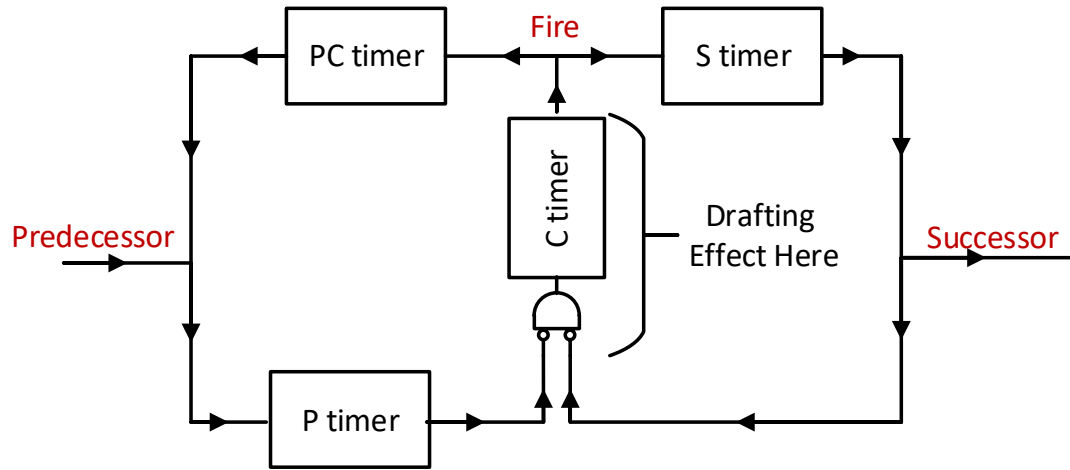 Fire
PC timer
S timer
C timer
Drafting
Effect Here
Predecessor
Successor
P timer